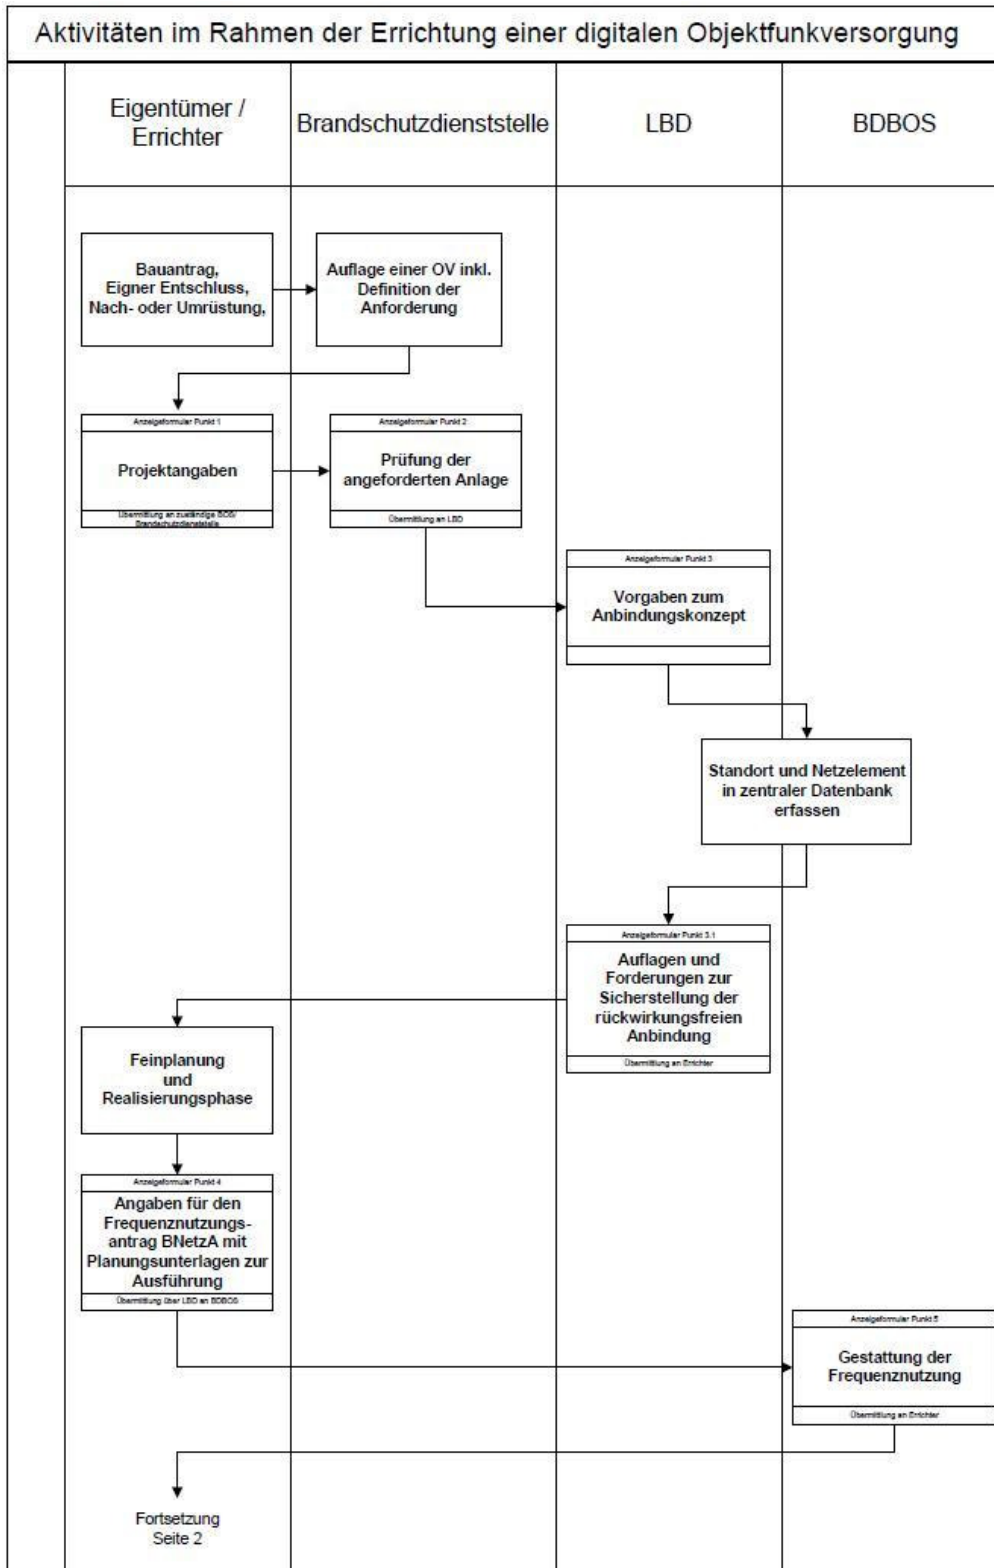 Aktivitäten im Rahmen der Errichtung einer digitalen Objektfunkversorgung
Eigentümer /
Errichter
Brandschutzdienststelle
LBD
BDBOS
Bauantrag,
Eigner Entschluss,
Nach- oder Umrüstung,
Auflage einer OV inkl.
Definition der
Anforderung
Anzeigeformular Punkt 1
Projektangaben
Übermittlung an zuständige BOS/
Brandschutzdienststelle
Anzeigeformular Punkt 2
Prüfung der
angeforderten Anlage
Übermittlung an LBD
Anzeigeformular Punkt 3
Vorgaben zum
Anbindungskonzept
Standort und Netzelement
in zentraler Datenbank
erfassen
Anzeigeformular Punkt 3.1
Auflagen und
Forderungen zur
Sicherstellung der
rückwirkungsfreien
Anbindung
Übermittlung an Errichter
Feinplanung
und
Realisierungsphase
Anzeigeformular Punkt 4
Angaben für den
Frequenznutzungs-
antrag BNetzA mit
Planungsunterlagen zur
Ausführung
Übermittlung über LBD an BDBOS
Anzeigeformular Punkt 5
Gestattung der
Frequenznutzung
Übermittlung an Errichter
Fortsetzung
Seite 2